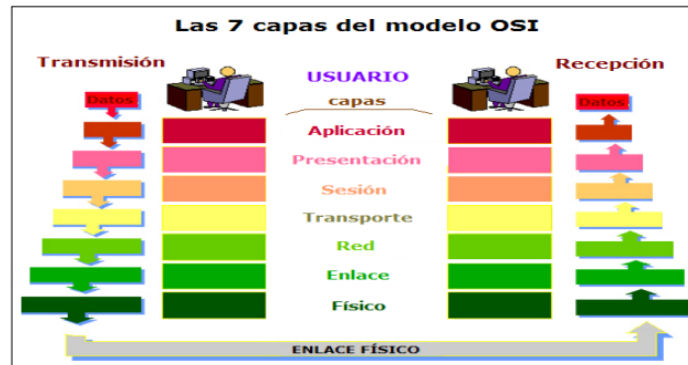 Las 7 capas del modelo OSI
Transmisión
Recepción
USUARIO
capas
Datos
Datos
Aplicación
Presentación
Sesión
Transporte
Red
Enlace
Físico
ENLACE FÍSICO